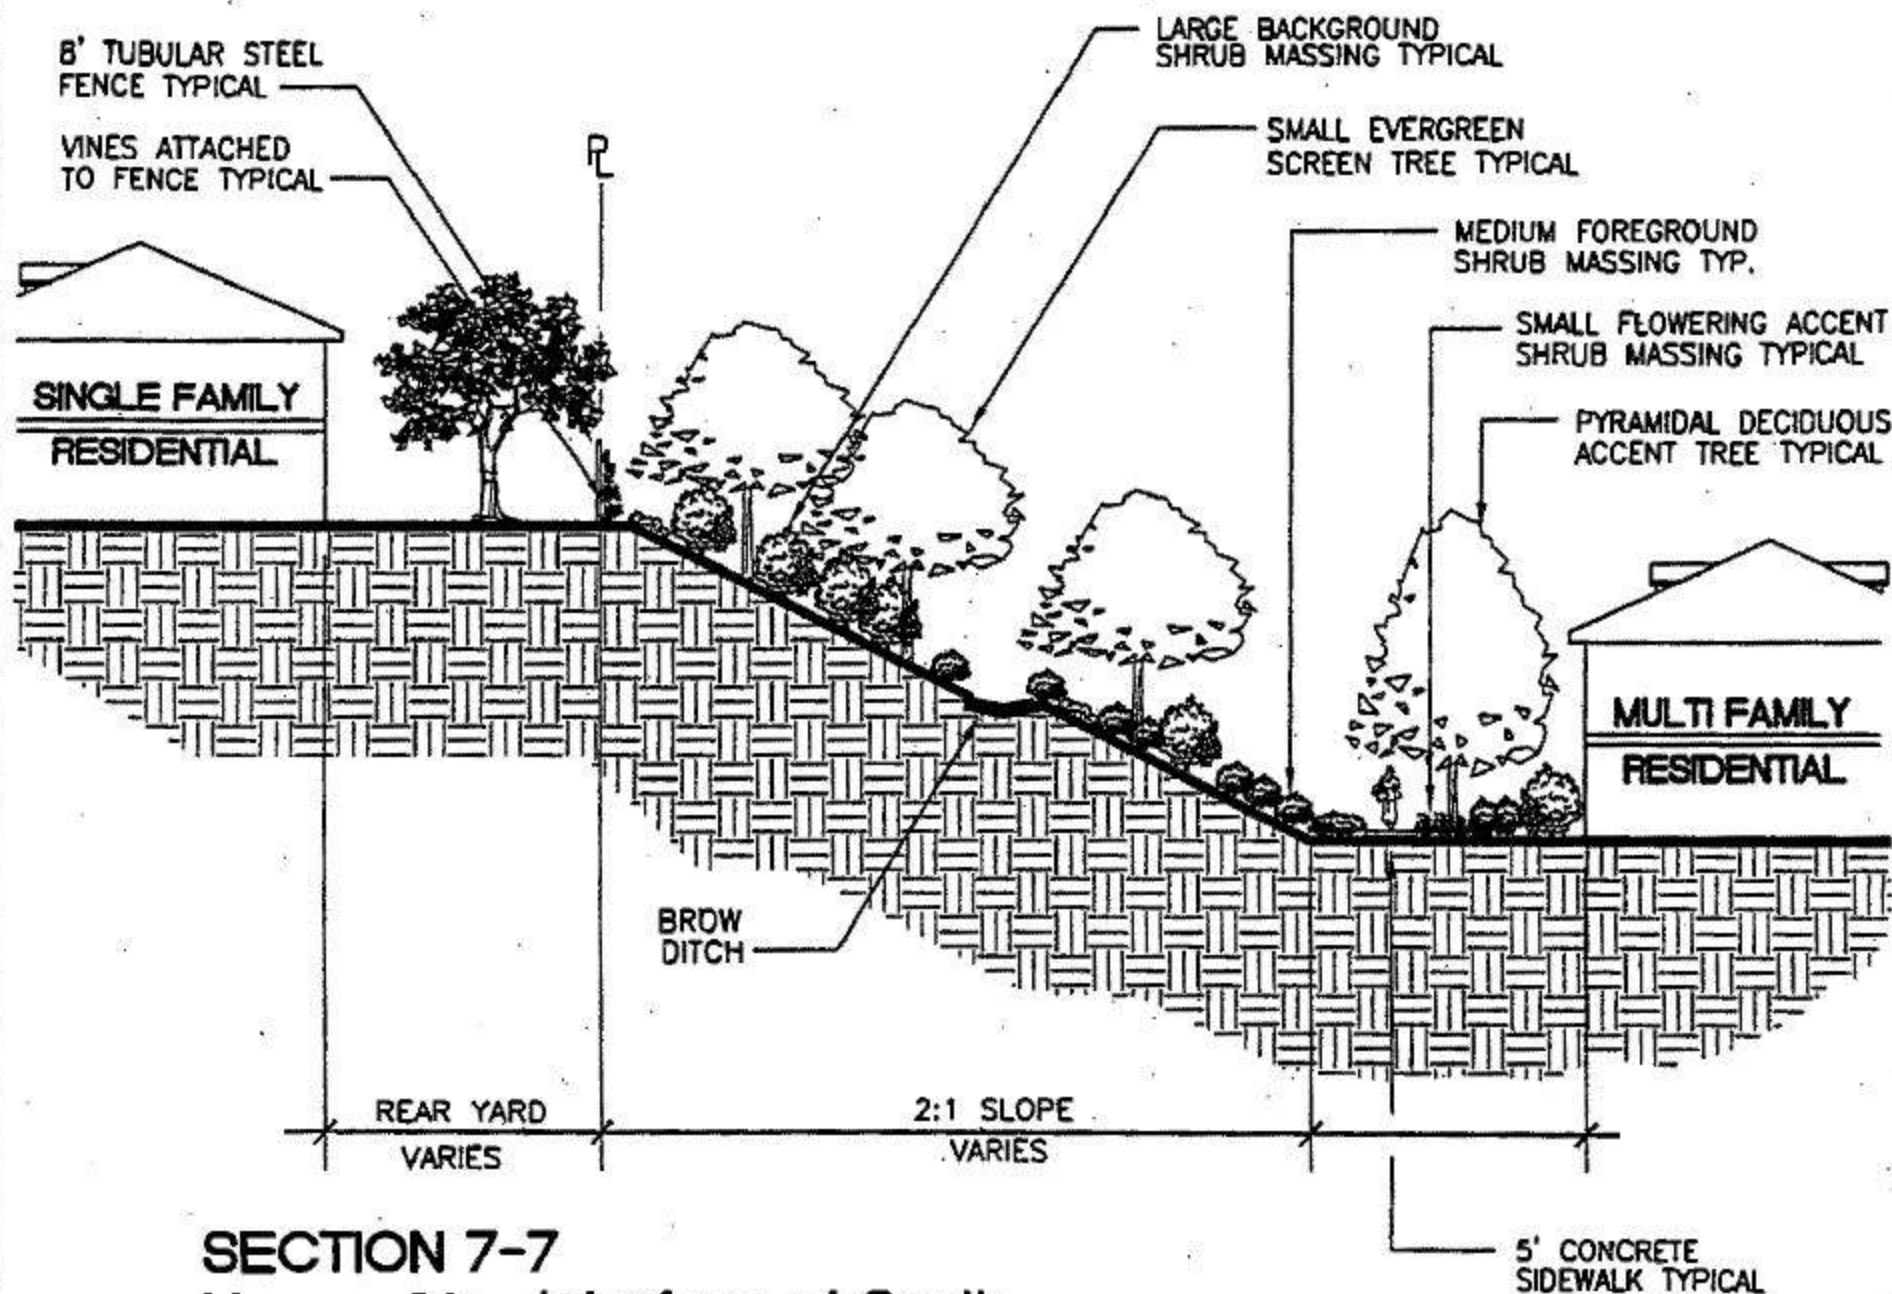 8' TUBULAR STEEL
FENCE TYPICAL
VINES ATTACHED
TO FENCE TYPICAL
PL
LARGE BACKGROUND
SHRUB MASSING TYPICAL
SMALL EVERGREEN
SCREEN TREE TYPICAL
MEDIUM FOREGROUND
SHRUB MASSING TYP.
SMALL FLOWERING ACCENT
SHRUB MASSING TYPICAL
PYRAMIDAL DECIDUOUS
ACCENT TREE TYPICAL
SINGLE FAMILY
RESIDENTIAL
MULTI FAMILY
RESIDENTIAL
BROW
DITCH
REAR YARD
VARIES
2:1 SLOPE
VARIES
5' CONCRETE
SIDEWALK TYPICAL
SECTION 7-7